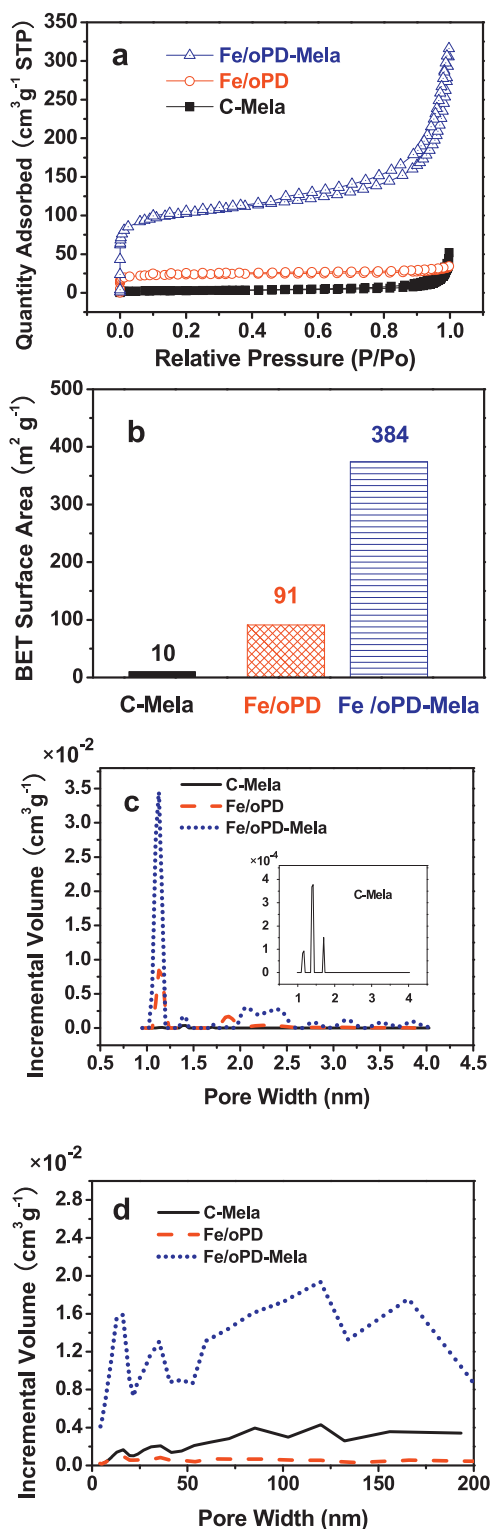 a
Fe/oPD-Mela
Fe/oPD
C-Mela
Quantity Adsorbed (cm³g⁻¹ STP)
350
300
250
200
150
100
50
0
0.0 0.2 0.4 0.6 0.8 1.0
Relative Pressure (P/Po)
b
BET Surface Area (m² g⁻¹)
500
400
300
200
100
0
10
91
384
C-Mela Fe/oPD Fe /oPD-Mela
×10⁻²
c
C-Mela
Fe/oPD
Fe/oPD-Mela
Incremental Volume (cm³g⁻¹)
3.5
3.0
2.5
2.0
1.5
1.0
0.5
0.0
×10⁻⁴
C-Mela
4
3
2
1
0
1 2 3 4
0.5 1.0 1.5 2.0 2.5 3.0 3.5 4.0 4.5
Pore Width (nm)
×10⁻²
d
C-Mela
Fe/oPD
Fe/oPD-Mela
Incremental Volume (cm³g⁻¹)
2.8
2.4
2.0
1.6
1.2
0.8
0.4
0.0
0 50 100 150 200
Pore Width (nm)